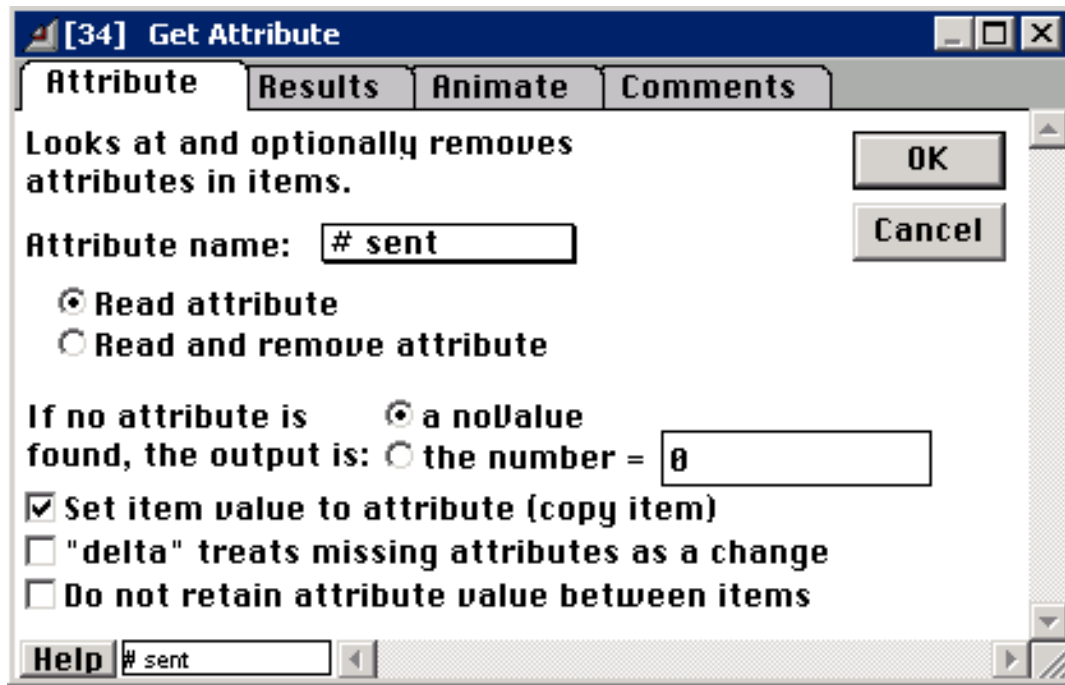 [34] Get Attribute
Attribute Results Animate Comments
Looks at and optionally removes
attributes in items.
OK
Cancel
Attribute name: # sent
Read attribute
Read and remove attribute
If no attribute is a noValue
found, the output is: the number = 0
Set item value to attribute (copy item)
"delta" treats missing attributes as a change
Do not retain attribute value between items
Help # sent